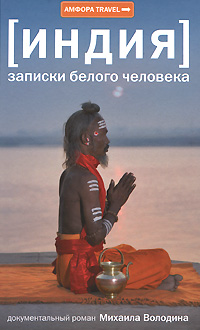 АМФОРА TRAVEL
[ИНДИЯ]
записки белого человека
документальный роман Михаила Володина